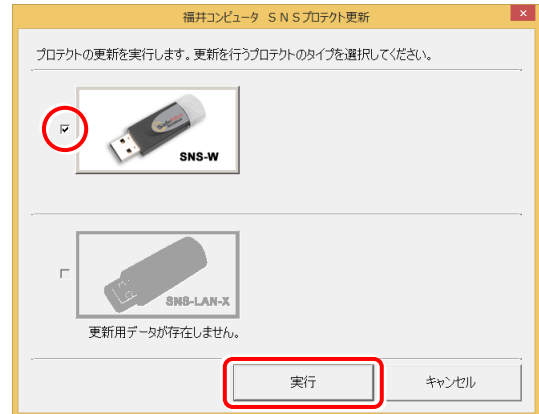 福井コンピュータ SNSプロテクト更新
プロテクトの更新を実行します。更新を行うプロテクトのタイプを選択してください。
SNS-W
SNS-LAN-X
更新用データが存在しません。
実行
キャンセル